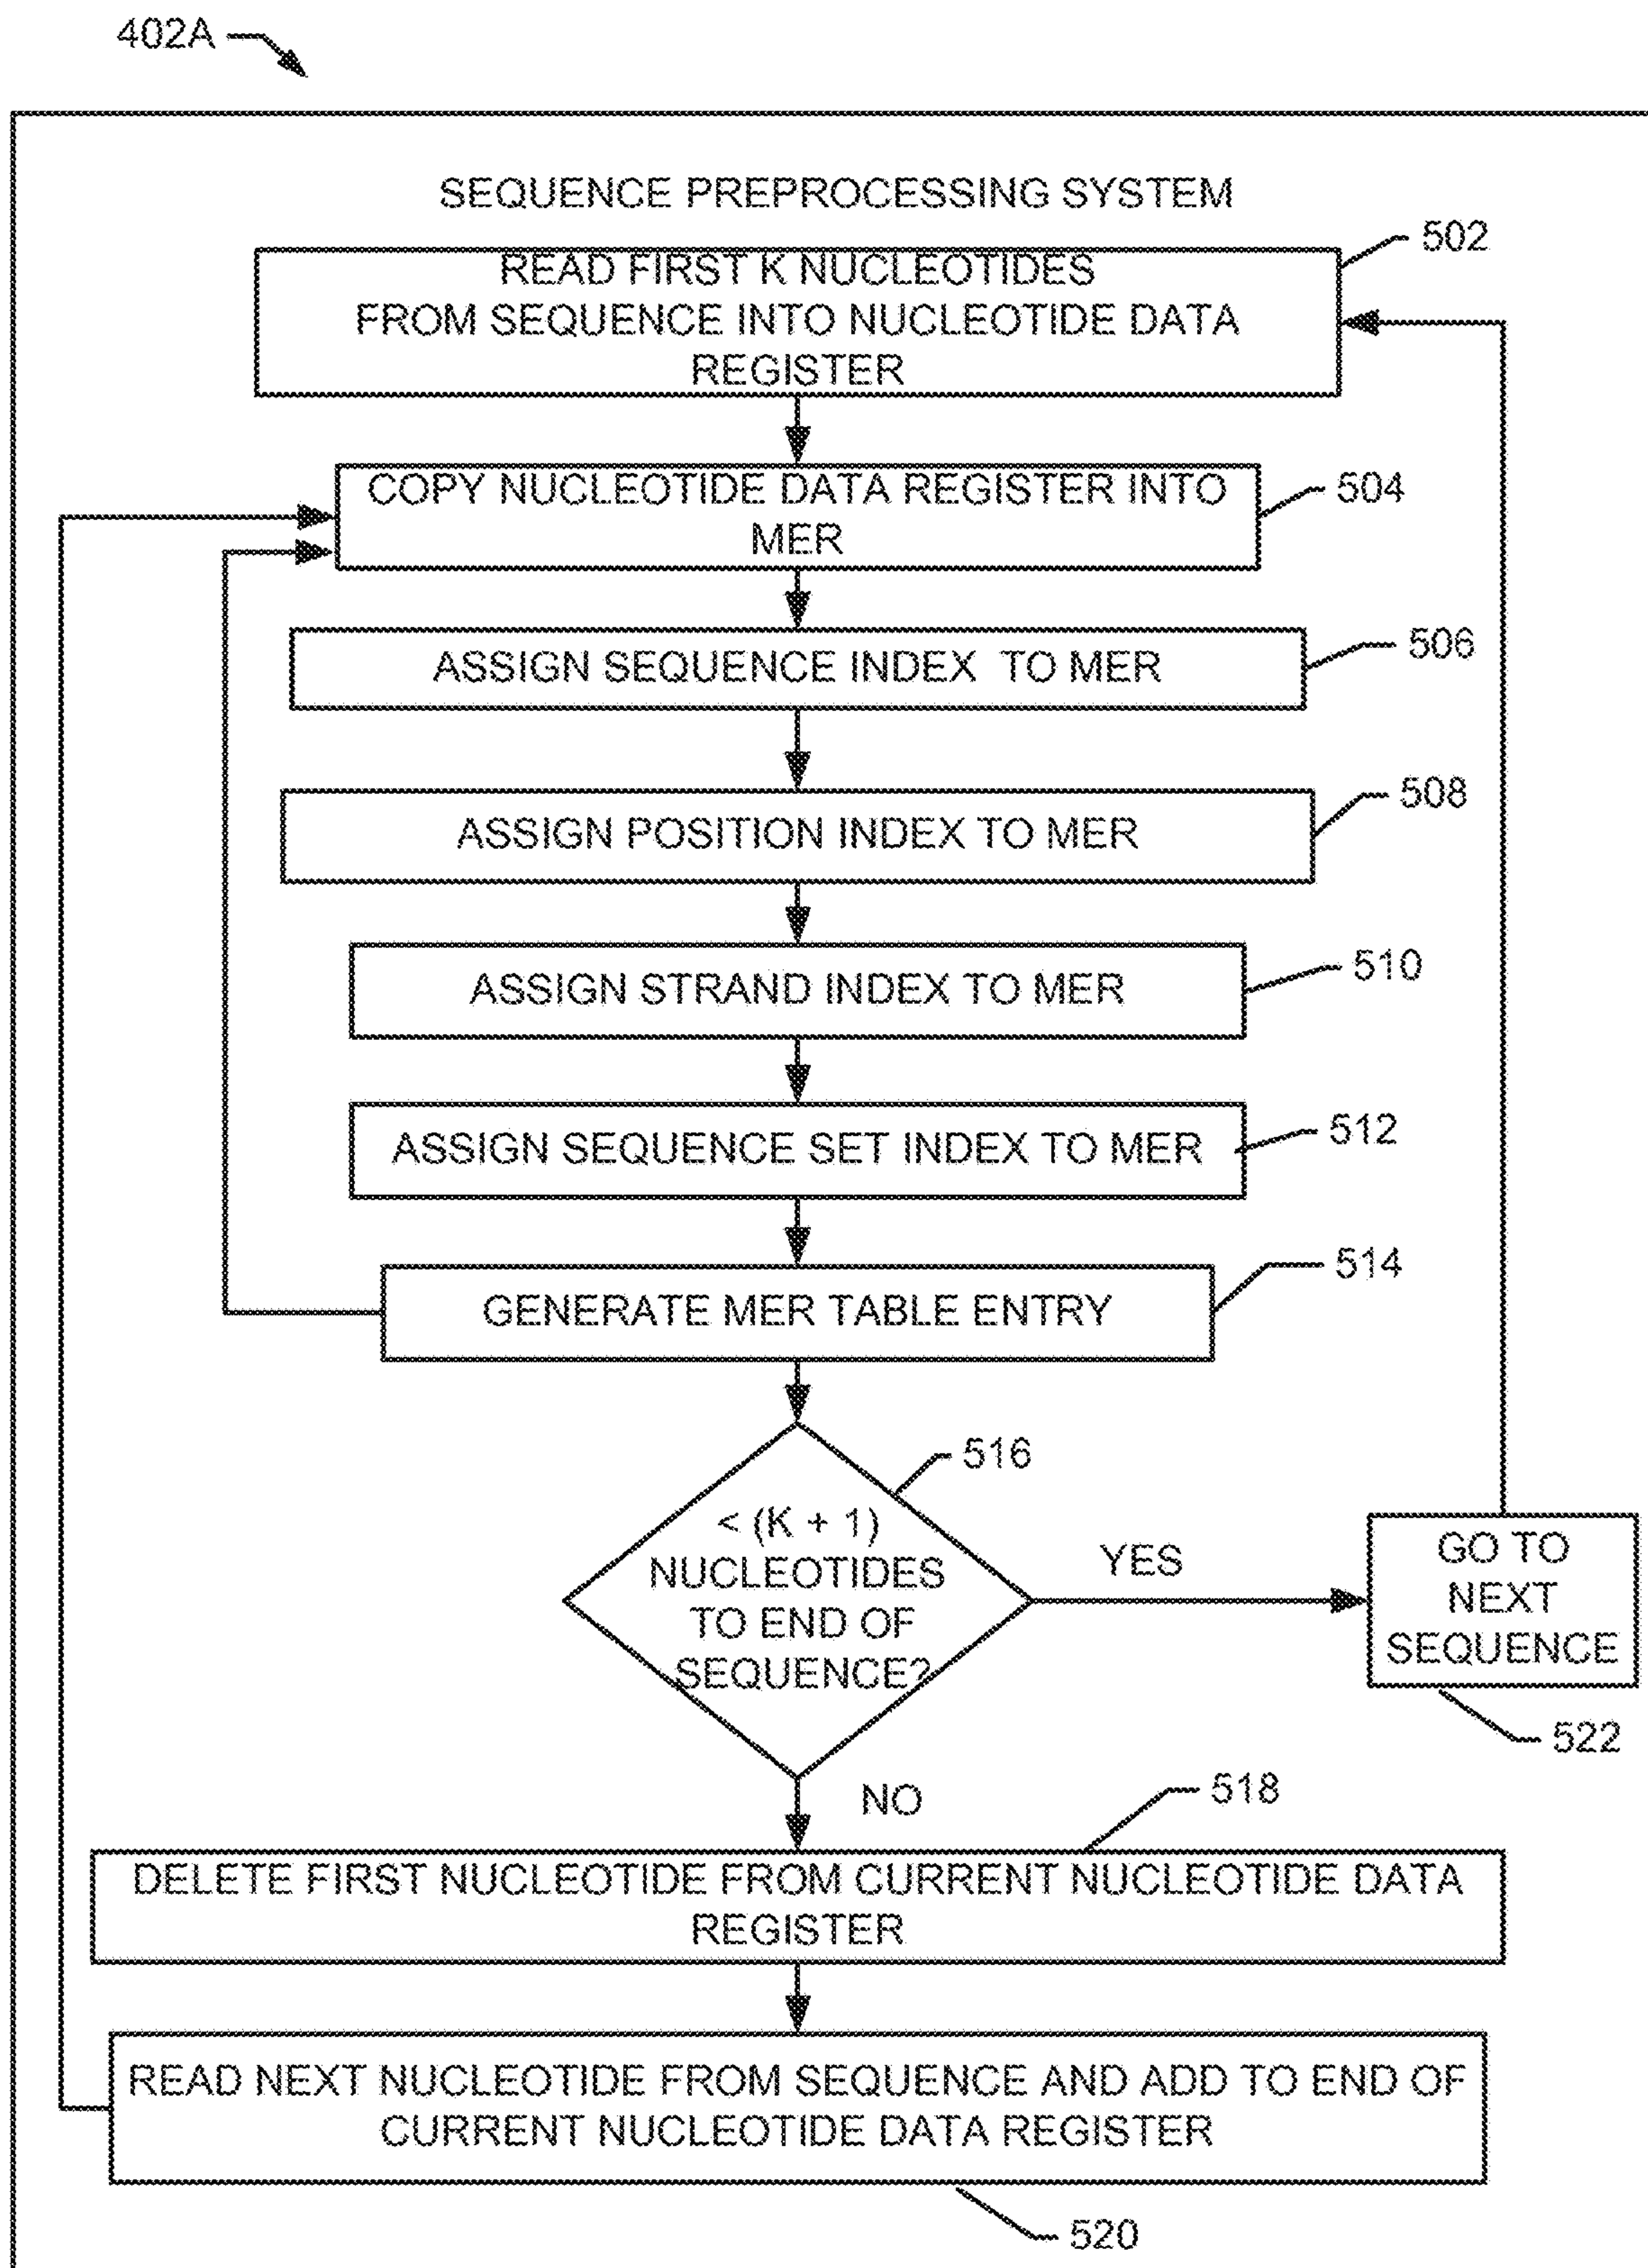 402A
SEQUENCE PREPROCESSING SYSTEM
502
READ FIRST K NUCLEOTIDES
FROM SEQUENCE INTO NUCLEOTIDE DATA
REGISTER
COPY NUCLEOTIDE DATA REGISTER INTO
MER
504
ASSIGN SEQUENCE INDEX TO MER
506
ASSIGN POSITION INDEX TO MER
508
ASSIGN STRAND INDEX TO MER
510
ASSIGN SEQUENCE SET INDEX TO MER
512
GENERATE MER TABLE ENTRY
514
516
< (K + 1)
NUCLEOTIDES
TO END OF
SEQUENCE?
YES
GO TO
NEXT
SEQUENCE
522
NO
518
DELETE FIRST NUCLEOTIDE FROM CURRENT NUCLEOTIDE DATA
REGISTER
READ NEXT NUCLEOTIDE FROM SEQUENCE AND ADD TO END OF
CURRENT NUCLEOTIDE DATA REGISTER
520